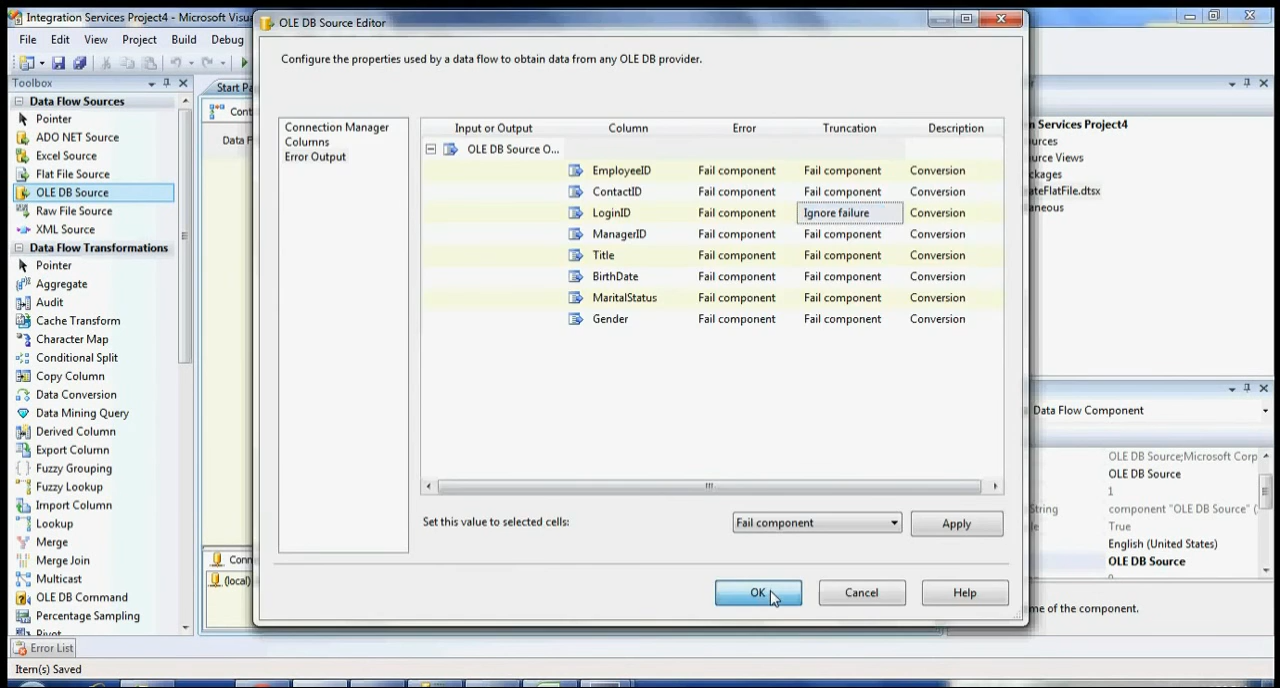 Integration Services Project4 - Microsoft Visu
OLE DB Source Editor
File Edit View Project Build Debug
Configure the properties used by a data flow to obtain data from any OLE DB provider.
Toolbox
Start Pa
Data Flow Sources
Pointer
ADO NET Source
Excel Source
Flat File Source
OLE DB Source
Raw File Source
XML Source
Data Flow Transformations
Pointer
Aggregate
Audit
Cache Transform
Character Map
Conditional Split
Copy Column
Data Conversion
Data Mining Query
Derived Column
Export Column
Fuzzy Grouping
Fuzzy Lookup
Import Column
Lookup
Merge
Merge Join
Multicast
OLE DB Command
Percentage Sampling
Pivot
Cont
Data F
Conn
(local)
Connection Manager
Columns
Error Output
Input or Output Column Error Truncation Description
OLE DB Source O...
EmployeeID Fail component Fail component Conversion
ContactID Fail component Fail component Conversion
LoginID Fail component Ignore failure Conversion
ManagerID Fail component Fail component Conversion
Title Fail component Fail component Conversion
BirthDate Fail component Fail component Conversion
MaritalStatus Fail component Fail component Conversion
Gender Fail component Fail component Conversion
Set this value to selected cells: Fail component Apply
OK Cancel Help
n Services Project4
urces
urce Views
ckages
ateFlatFile.dtsx
aneous
Data Flow Component
OLE DB Source;Microsoft Corp
OLE DB Source
1
String component "OLE DB Source" (
True
English (United States)
OLE DB Source
0
me of the component.
Error List
Item(s) Saved